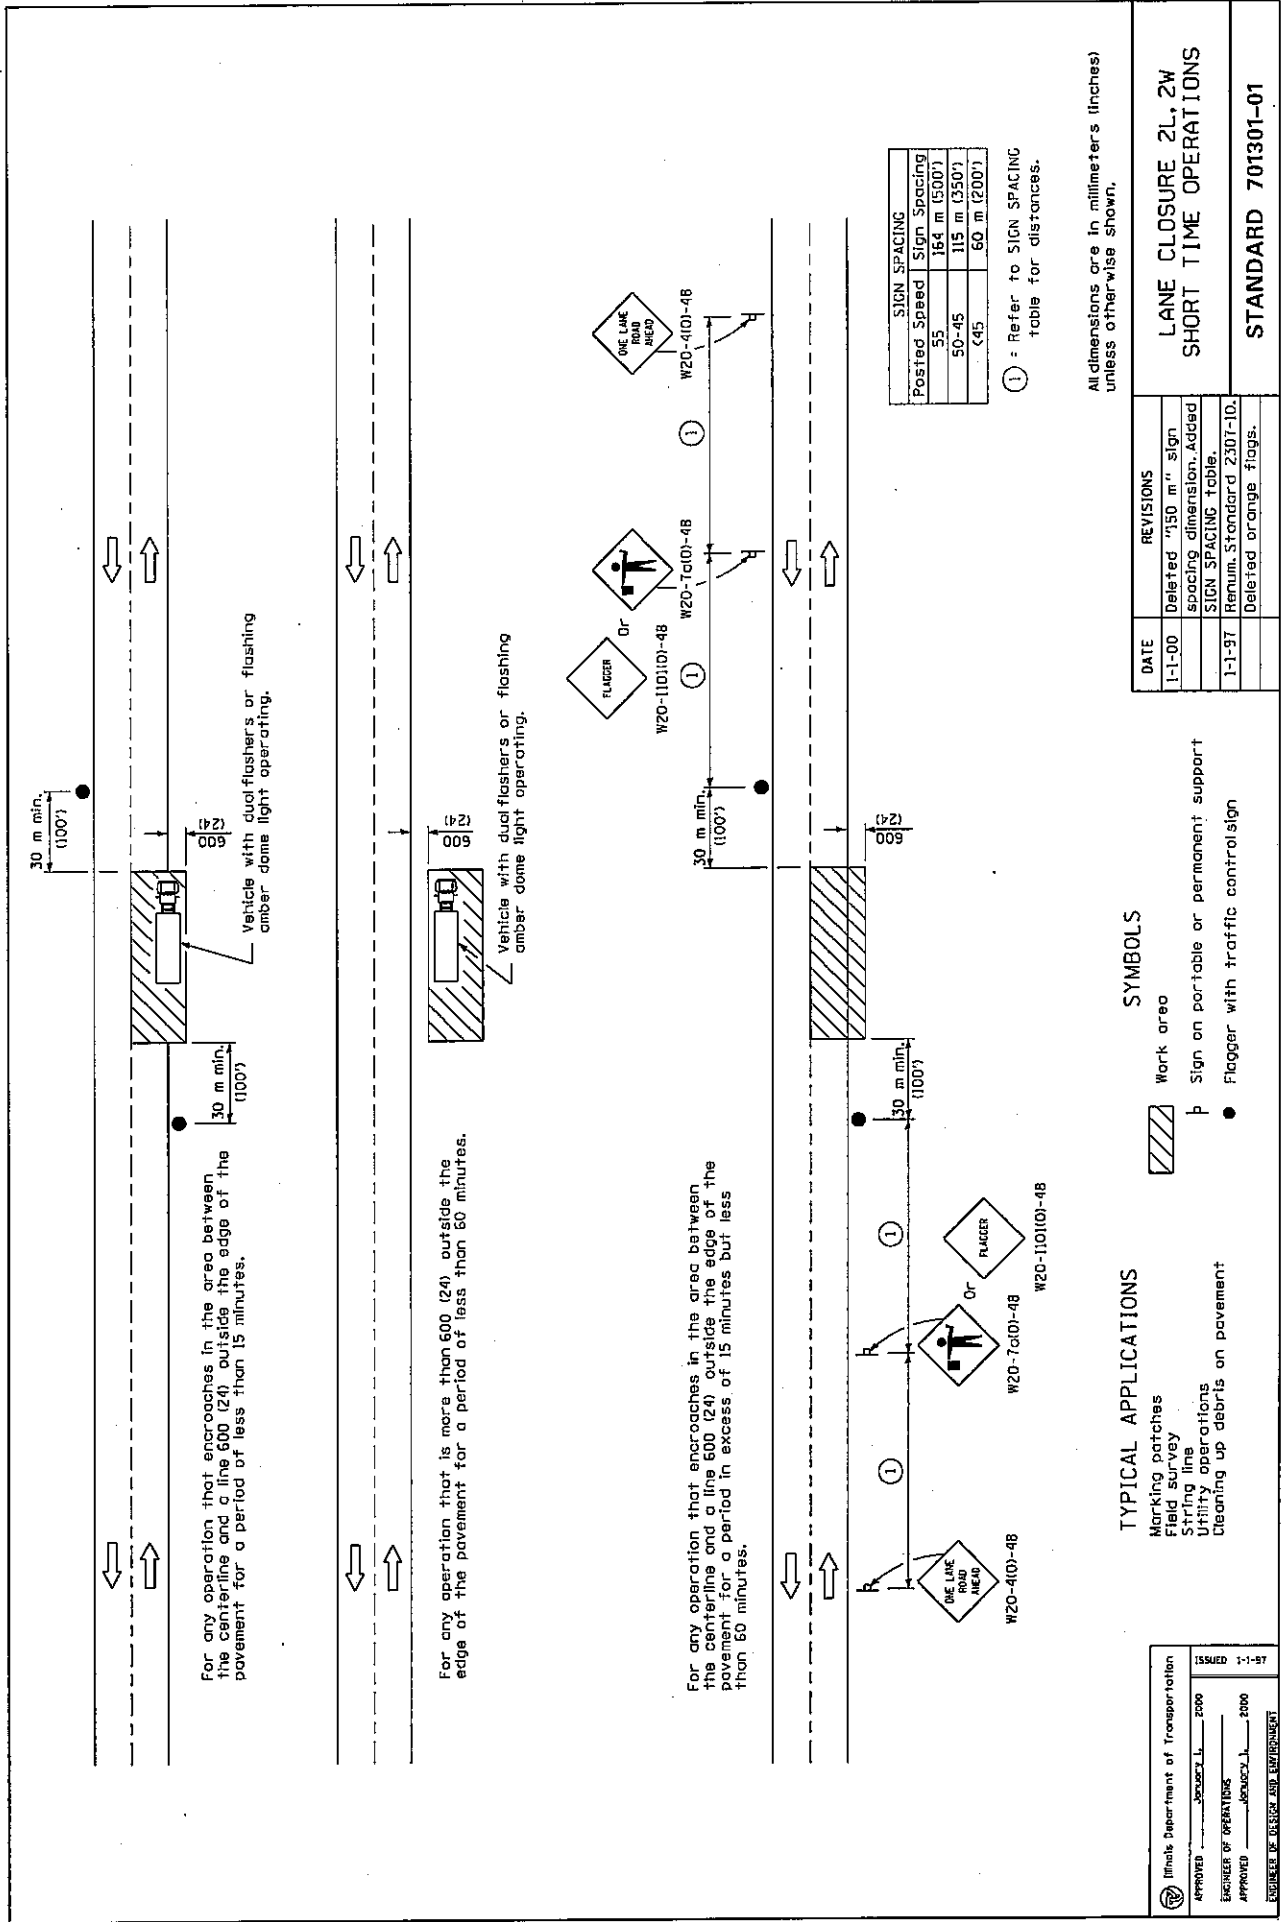 30 m min.
(100')
600
(24)
Vehicle with dual flashers or flashing
amber dome light operating.
30 m min.
(100')
For any operation that encroaches in the area between
the centerline and a line 600 (24) outside the edge of the
pavement for a period of less than 15 minutes.
600
(24)
Vehicle with dual flashers or flashing
amber dome light operating.
For any operation that is more than 600 (24) outside the
edge of the pavement for a period of less than 60 minutes.
ONE LANE
ROAD
AHEAD
W20-4(O)-48
FLAGGER
Or
W20-I101(O)-48
W20-7a(O)-48
1
1
30 m min.
(100')
600
(24)
For any operation that encroaches in the area between
the centerline and a line 600 (24) outside the edge of the
pavement for a period in excess of 15 minutes but less
than 60 minutes.
30 m min.
(100')
1
1
ONE LANE
ROAD
AHEAD
W20-4(O)-48
Or
W20-7a(O)-48
FLAGGER
W20-I101(O)-48
SIGN SPACING
Posted Speed Sign Spacing
55 164 m (500')
50-45 115 m (350')
<45 60 m (200')
1 = Refer to SIGN SPACING
table for distances.
All dimensions are in millimeters (inches)
unless otherwise shown.
TYPICAL APPLICATIONS
Marking patches
Field survey
String line
Utility operations
Cleaning up debris on pavement
SYMBOLS
Work area
Sign on portable or permanent support
Flagger with traffic control sign
Illinois Department of Transportation
APPROVED January 1, 2000
ENGINEER OF OPERATIONS
APPROVED January 1, 2000
ENGINEER OF DESIGN AND ENVIRONMENT
ISSUED 1-1-97
DATE REVISIONS
1-1-00 Deleted "150 m" sign
spacing dimension. Added
SIGN SPACING table.
1-1-97 Renum. Standard 2307-10.
Deleted orange flags.
LANE CLOSURE 2L, 2W
SHORT TIME OPERATIONS
STANDARD 701301-01